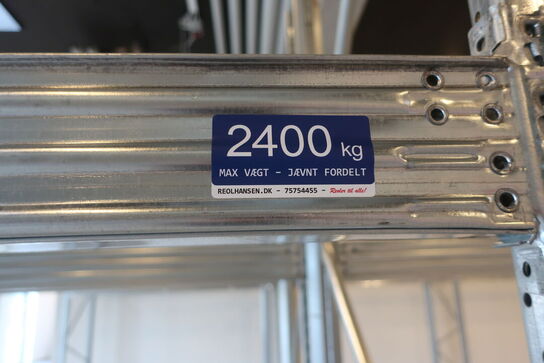 2400 kg
MAX VÆGT - JÆVNT FORDELT
REOLHANSEN.DK - 75754455 - Reoler til alle!